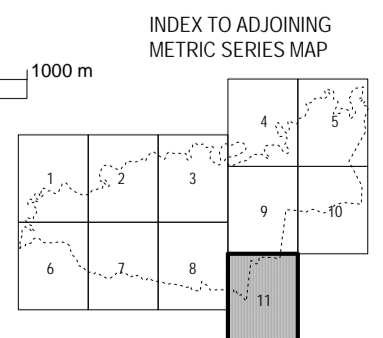 INDEX TO ADJOINING
METRIC SERIES MAP
1000 m
4 5
1 2 3
9 10
6 7 8
11